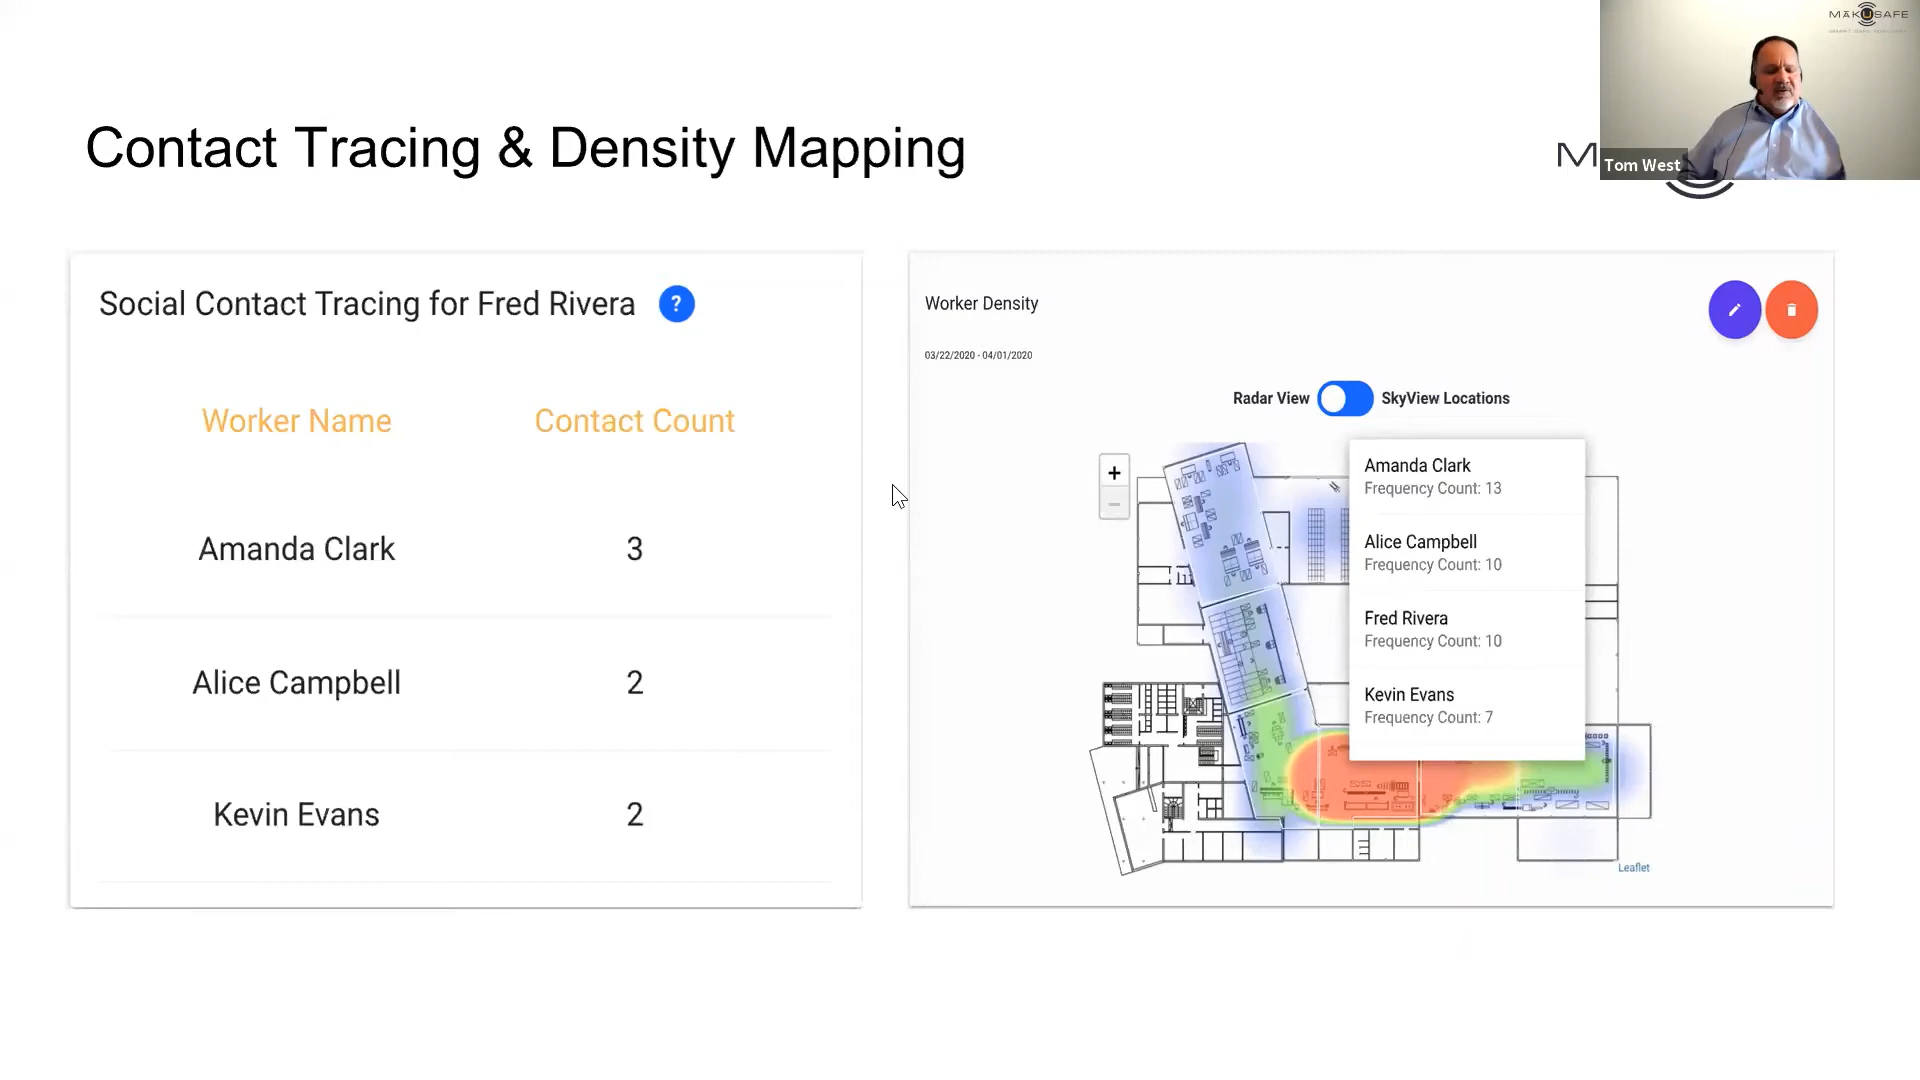 MĀKUSAFE
Contact Tracing & Density Mapping
M
Tom West
Social Contact Tracing for Fred Rivera ?
Worker Name Contact Count
Amanda Clark 3
Alice Campbell 2
Kevin Evans 2
Worker Density
03/22/2020 - 04/01/2020
Radar View SkyView Locations
+
−
Amanda Clark
Frequency Count: 13
Alice Campbell
Frequency Count: 10
Fred Rivera
Frequency Count: 10
Kevin Evans
Frequency Count: 7
Leaflet